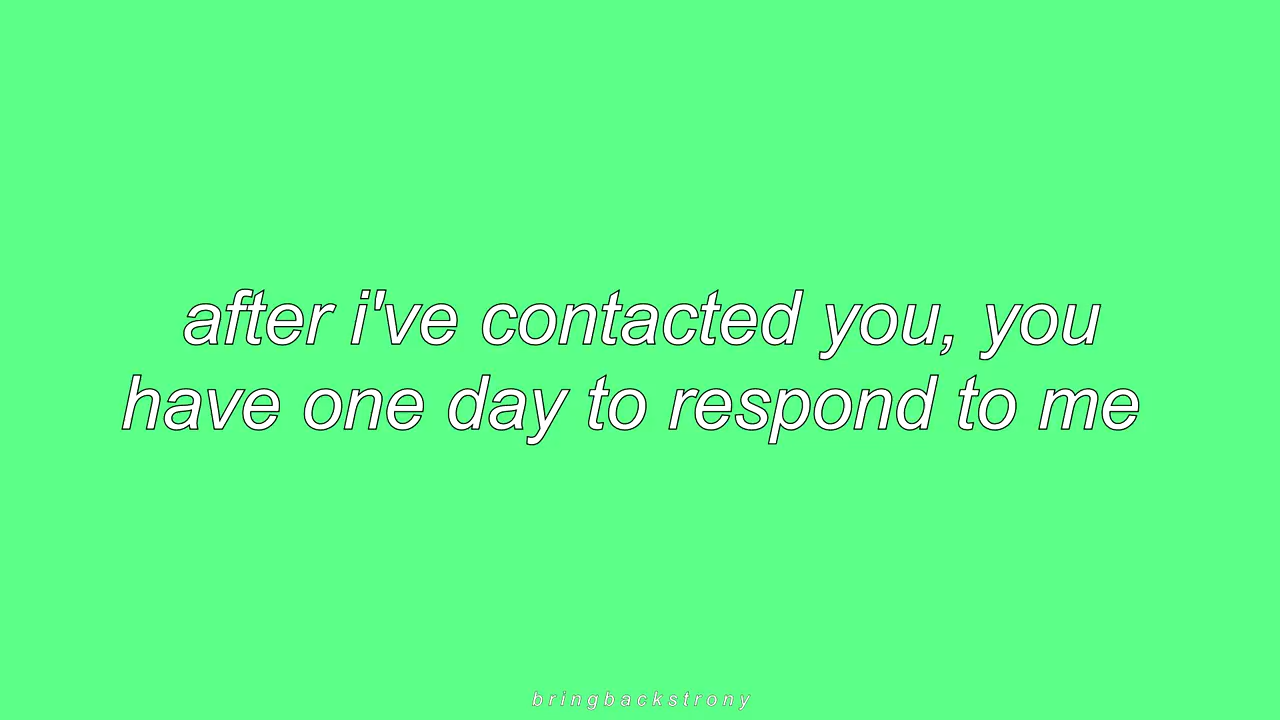 after i've contacted you, you
have one day to respond to me
bringbackstrony